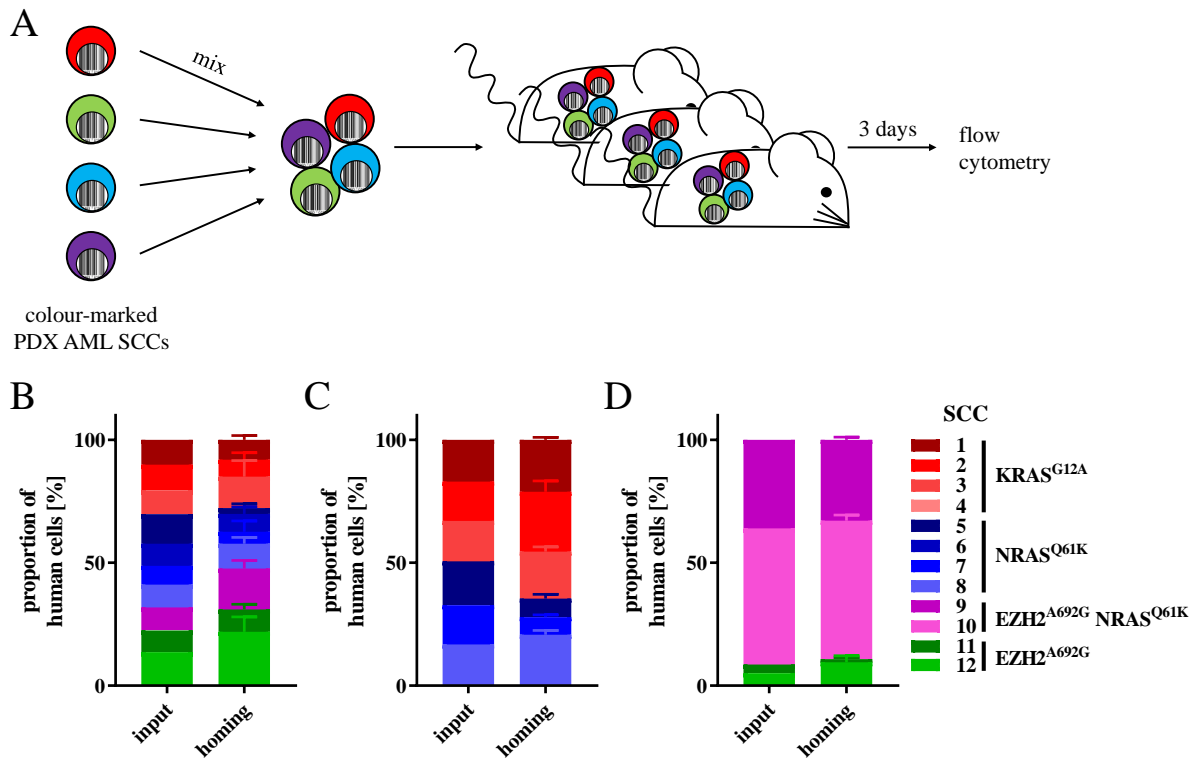 A
mix
3 days
flow
cytometry
colour-marked
PDX AML SCCs
B
proportion of
human cells [%]
100
50
0
input
homing
C
proportion of
human cells [%]
100
50
0
input
homing
D
proportion of
human cells [%]
100
50
0
input
homing
SCC
1
2
3
4
KRAS^G12A
5
6
7
8
NRAS^Q61K
9
10
EZH2^A692G NRAS^Q61K
11
12
EZH2^A692G